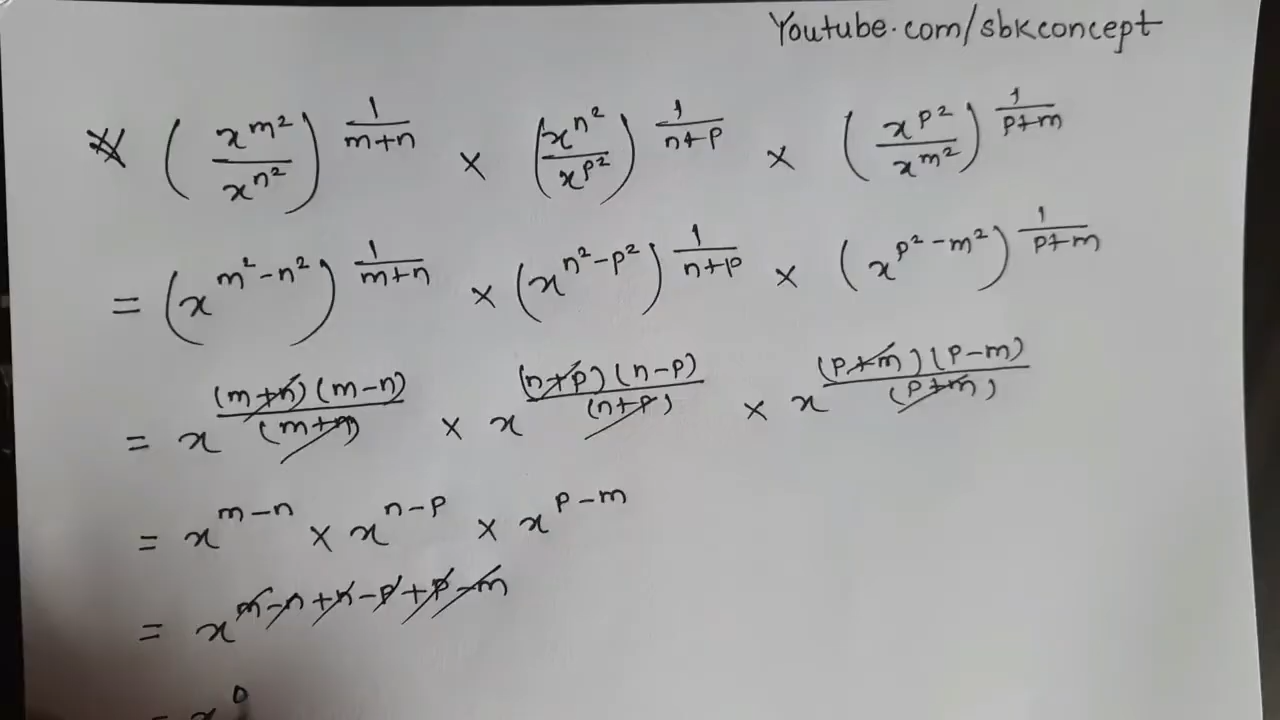 Youtube.com/sbkconcept
* (x^m²/x^n²)^1/(m+n) × (x^n²/x^p²)^1/(n+p) × (x^p²/x^m²)^1/(p+m)
= (x^m²-n²)^1/(m+n) × (x^n²-p²)^1/(n+p) × (x^p²-m²)^1/(p+m)
= x^(m+n)(m-n)/(m+n) × x^(n+p)(n-p)/(n+p) × x^(p+m)(p-m)/(p+m)
= x^m-n × x^n-p × x^p-m
= x^m-n+n-p+p-m
= x^0